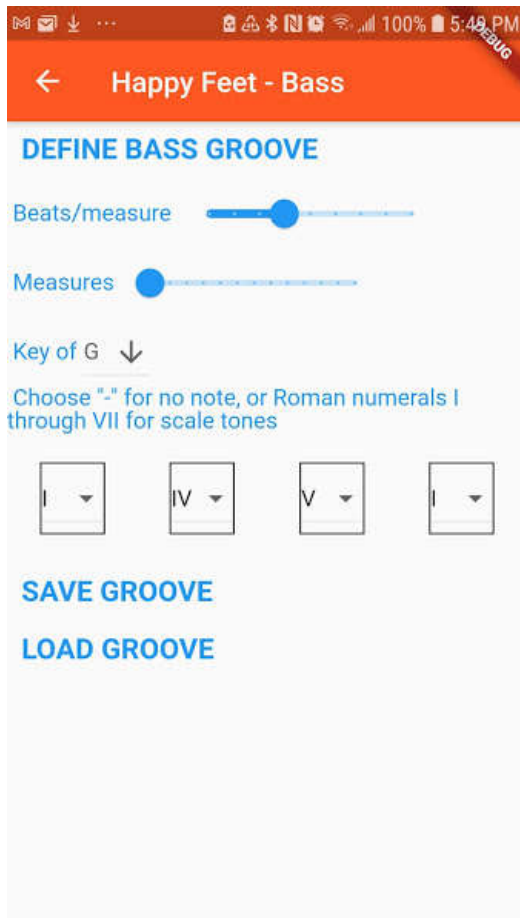 100% 5:49 PM
DEBUG
Happy Feet - Bass
DEFINE BASS GROOVE
Beats/measure
Measures
Key of G
Choose "-" for no note, or Roman numerals I
through VII for scale tones
I IV V I
SAVE GROOVE
LOAD GROOVE